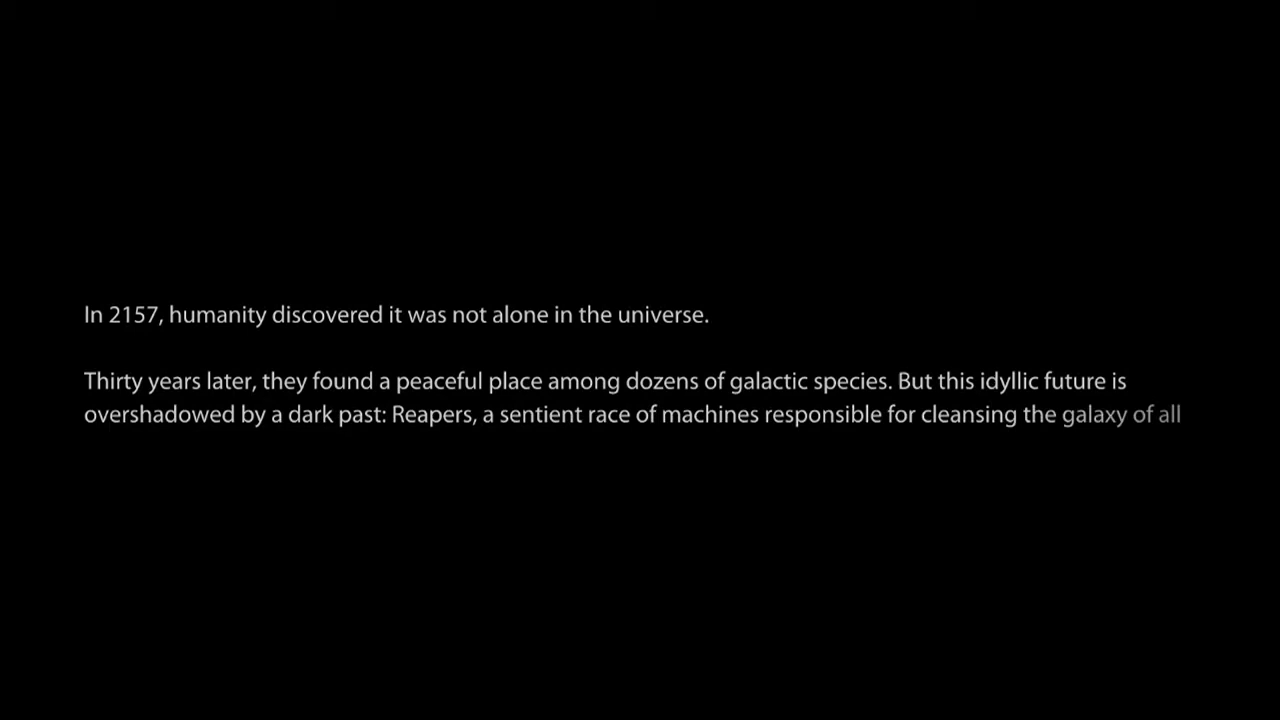 In 2157, humanity discovered it was not alone in the universe.
Thirty years later, they found a peaceful place among dozens of galactic species. But this idyllic future is
overshadowed by a dark past: Reapers, a sentient race of machines responsible for cleansing the galaxy of all